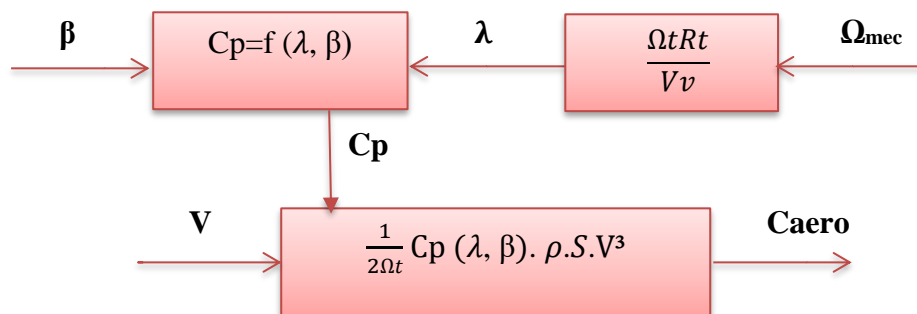 β
Cp=f (λ, β)
λ
ΩtRt
Vv
Ωmec
Cp
V
1
2Ωt
Cp (λ, β). ρ.S.V³
Caero